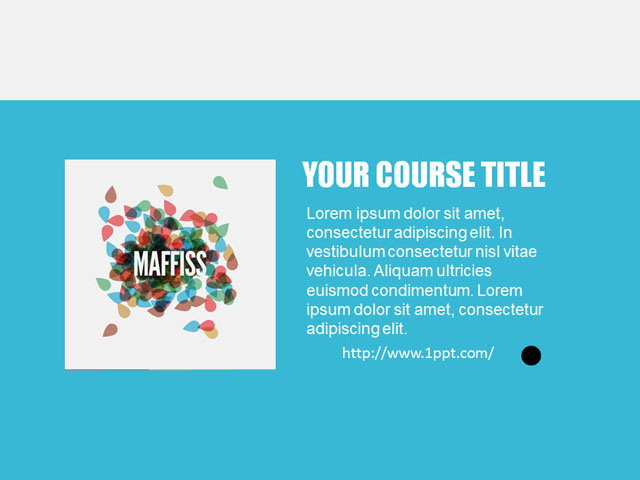 YOUR COURSE TITLE
MAFFISS
Lorem ipsum dolor sit amet,
consectetur adipiscing elit. In
vestibulum consectetur nisl vitae
vehicula. Aliquam ultricies
euismod condimentum. Lorem
ipsum dolor sit amet, consectetur
adipiscing elit.
http://www.1ppt.com/